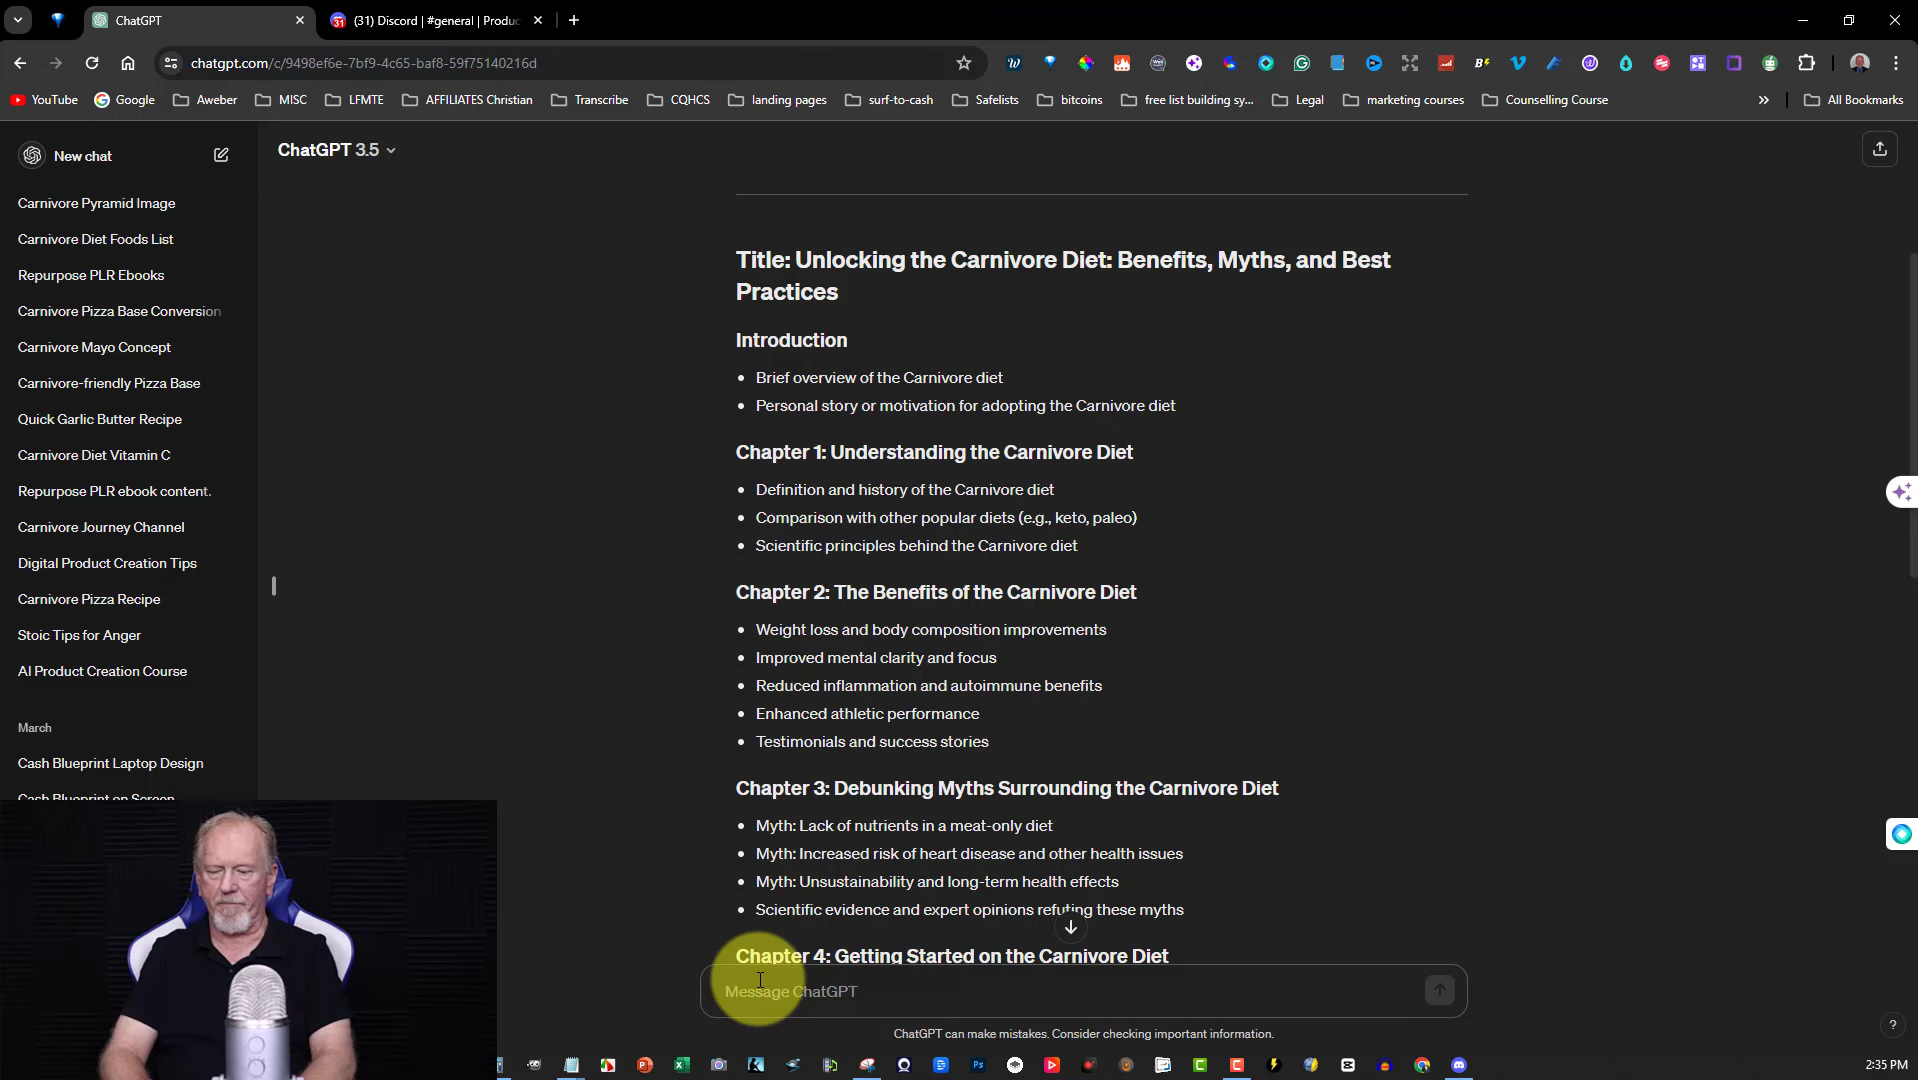 ChatGPT
(31) Discord | #general | Produc
chatgpt.com/c/9498ef6e-7bf9-4c65-baf8-59f75140216d
YouTube
Google
Aweber
MISC
LFMTE
AFFILIATES Christian
Transcribe
CQHCS
landing pages
surf-to-cash
Safelists
bitcoins
free list building sy...
Legal
marketing courses
Counselling Course
All Bookmarks
New chat
Carnivore Pyramid Image
Carnivore Diet Foods List
Repurpose PLR Ebooks
Carnivore Pizza Base Conversion
Carnivore Mayo Concept
Carnivore-friendly Pizza Base
Quick Garlic Butter Recipe
Carnivore Diet Vitamin C
Repurpose PLR ebook content.
Carnivore Journey Channel
Digital Product Creation Tips
Carnivore Pizza Recipe
Stoic Tips for Anger
AI Product Creation Course
March
Cash Blueprint Laptop Design
Cash Blueprint on Screen
ChatGPT 3.5
Title: Unlocking the Carnivore Diet: Benefits, Myths, and Best
Practices
Introduction
• Brief overview of the Carnivore diet
• Personal story or motivation for adopting the Carnivore diet
Chapter 1: Understanding the Carnivore Diet
• Definition and history of the Carnivore diet
• Comparison with other popular diets (e.g., keto, paleo)
• Scientific principles behind the Carnivore diet
Chapter 2: The Benefits of the Carnivore Diet
• Weight loss and body composition improvements
• Improved mental clarity and focus
• Reduced inflammation and autoimmune benefits
• Enhanced athletic performance
• Testimonials and success stories
Chapter 3: Debunking Myths Surrounding the Carnivore Diet
• Myth: Lack of nutrients in a meat-only diet
• Myth: Increased risk of heart disease and other health issues
• Myth: Unsustainability and long-term health effects
• Scientific evidence and expert opinions refuting these myths
Chapter 4: Getting Started on the Carnivore Diet
Message ChatGPT
ChatGPT can make mistakes. Consider checking important information.
2:35 PM